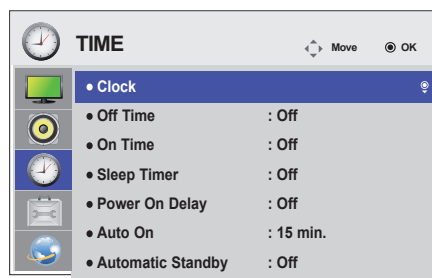 TIME
Move OK
• Clock
• Off Time : Off
• On Time : Off
• Sleep Timer : Off
• Power On Delay : Off
• Auto On : 15 min.
• Automatic Standby : Off